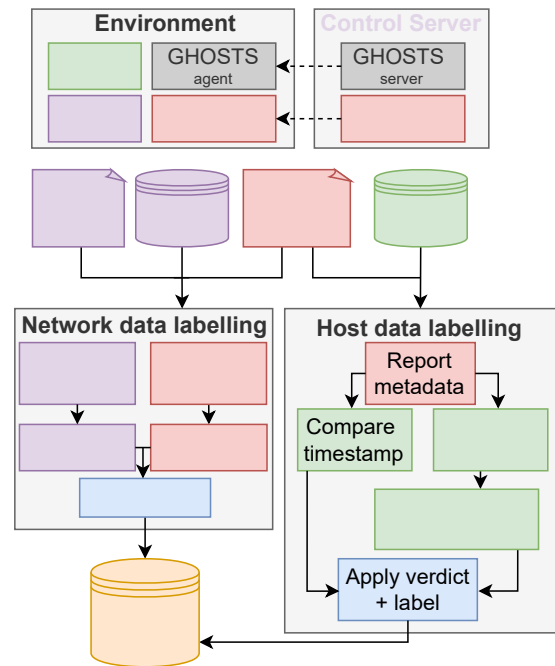 Environment
Control Server
GHOSTS
agent
GHOSTS
server
Network data labelling
Host data labelling
Report
metadata
Compare
timestamp
Apply verdict
+ label